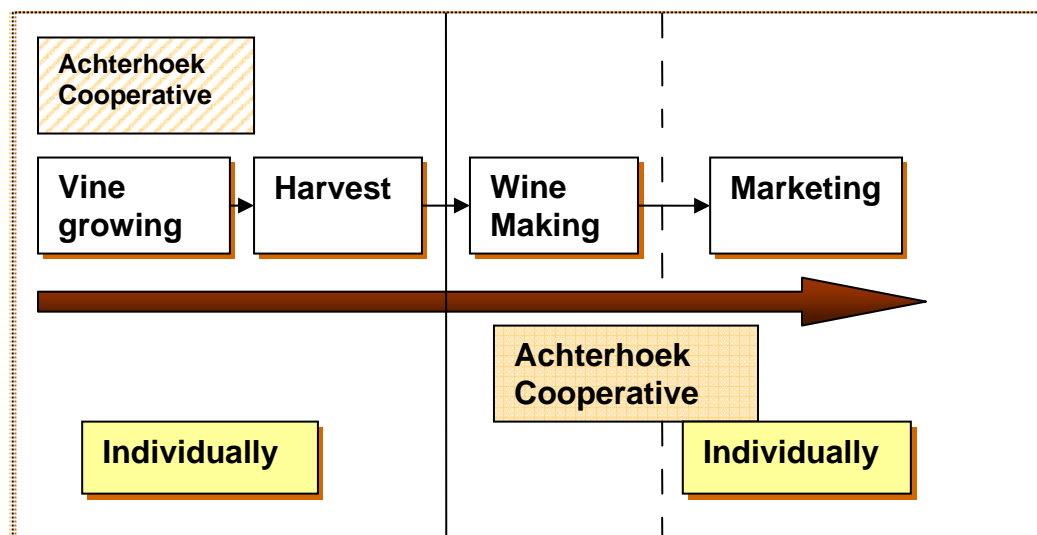 Achterhoek
Cooperative
Vine
growing
Harvest
Wine
Making
Marketing
Achterhoek
Cooperative
Individually
Individually